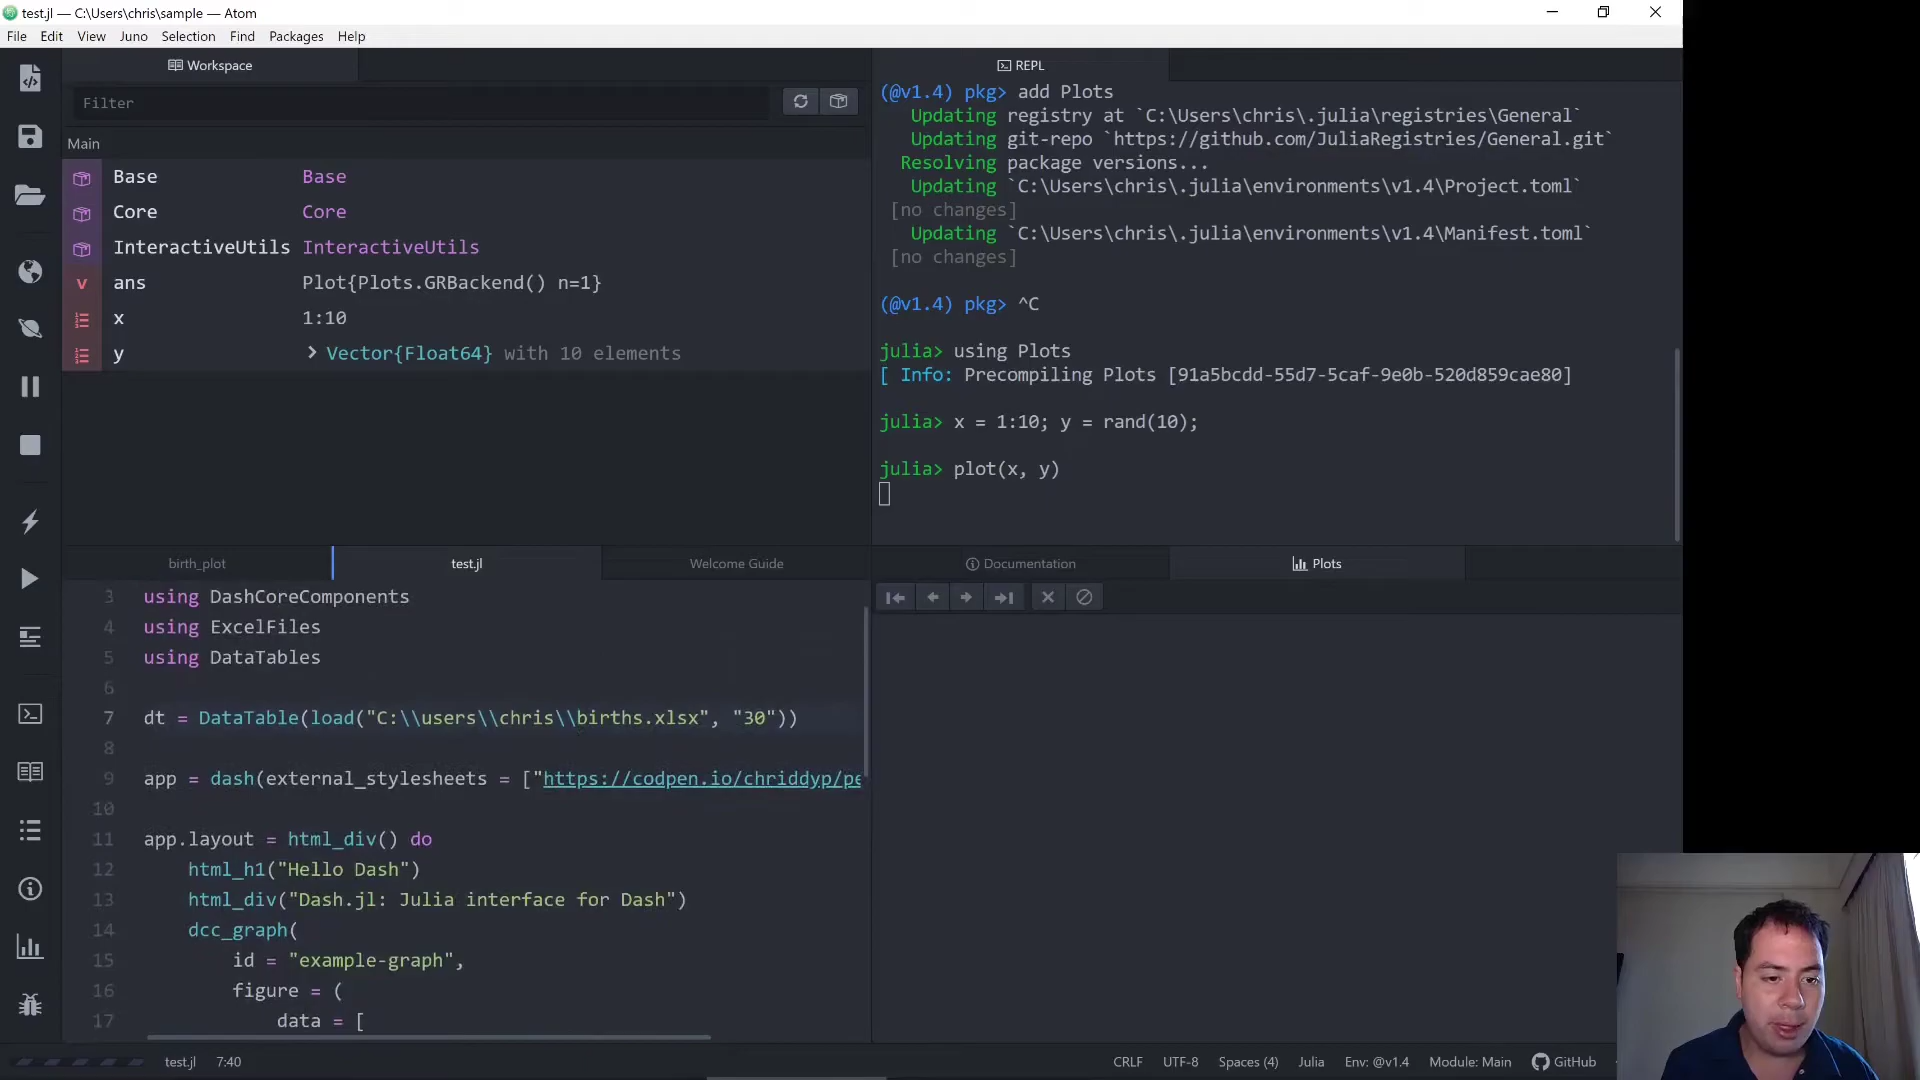 test.jl — C:\Users\chris\sample — Atom
File Edit View Juno Selection Find Packages Help
Workspace
Filter
Main
Base Base
Core Core
InteractiveUtils InteractiveUtils
v ans Plot{Plots.GRBackend() n=1}
x 1:10
y > Vector{Float64} with 10 elements
REPL
(@v1.4) pkg> add Plots
Updating registry at `C:\Users\chris\.julia\registries\General`
Updating git-repo `https://github.com/JuliaRegistries/General.git`
Resolving package versions...
Updating `C:\Users\chris\.julia\environments\v1.4\Project.toml`
[no changes]
Updating `C:\Users\chris\.julia\environments\v1.4\Manifest.toml`
[no changes]
(@v1.4) pkg> ^C
julia> using Plots
[ Info: Precompiling Plots [91a5bcdd-55d7-5caf-9e0b-520d859cae80]
julia> x = 1:10; y = rand(10);
julia> plot(x, y)
birth_plot test.jl Welcome Guide
3 using DashCoreComponents
4 using ExcelFiles
5 using DataTables
6
7 dt = DataTable(load("C:\\users\\chris\\births.xlsx", "30"))
8
9 app = dash(external_stylesheets = ["https://codpen.io/chriddyp/pe
10
11 app.layout = html_div() do
12 html_h1("Hello Dash")
13 html_div("Dash.jl: Julia interface for Dash")
14 dcc_graph(
15 id = "example-graph",
16 figure = (
17 data = [
Documentation Plots
test.jl 7:40 CRLF UTF-8 Spaces (4) Julia Env: @v1.4 Module: Main GitHub